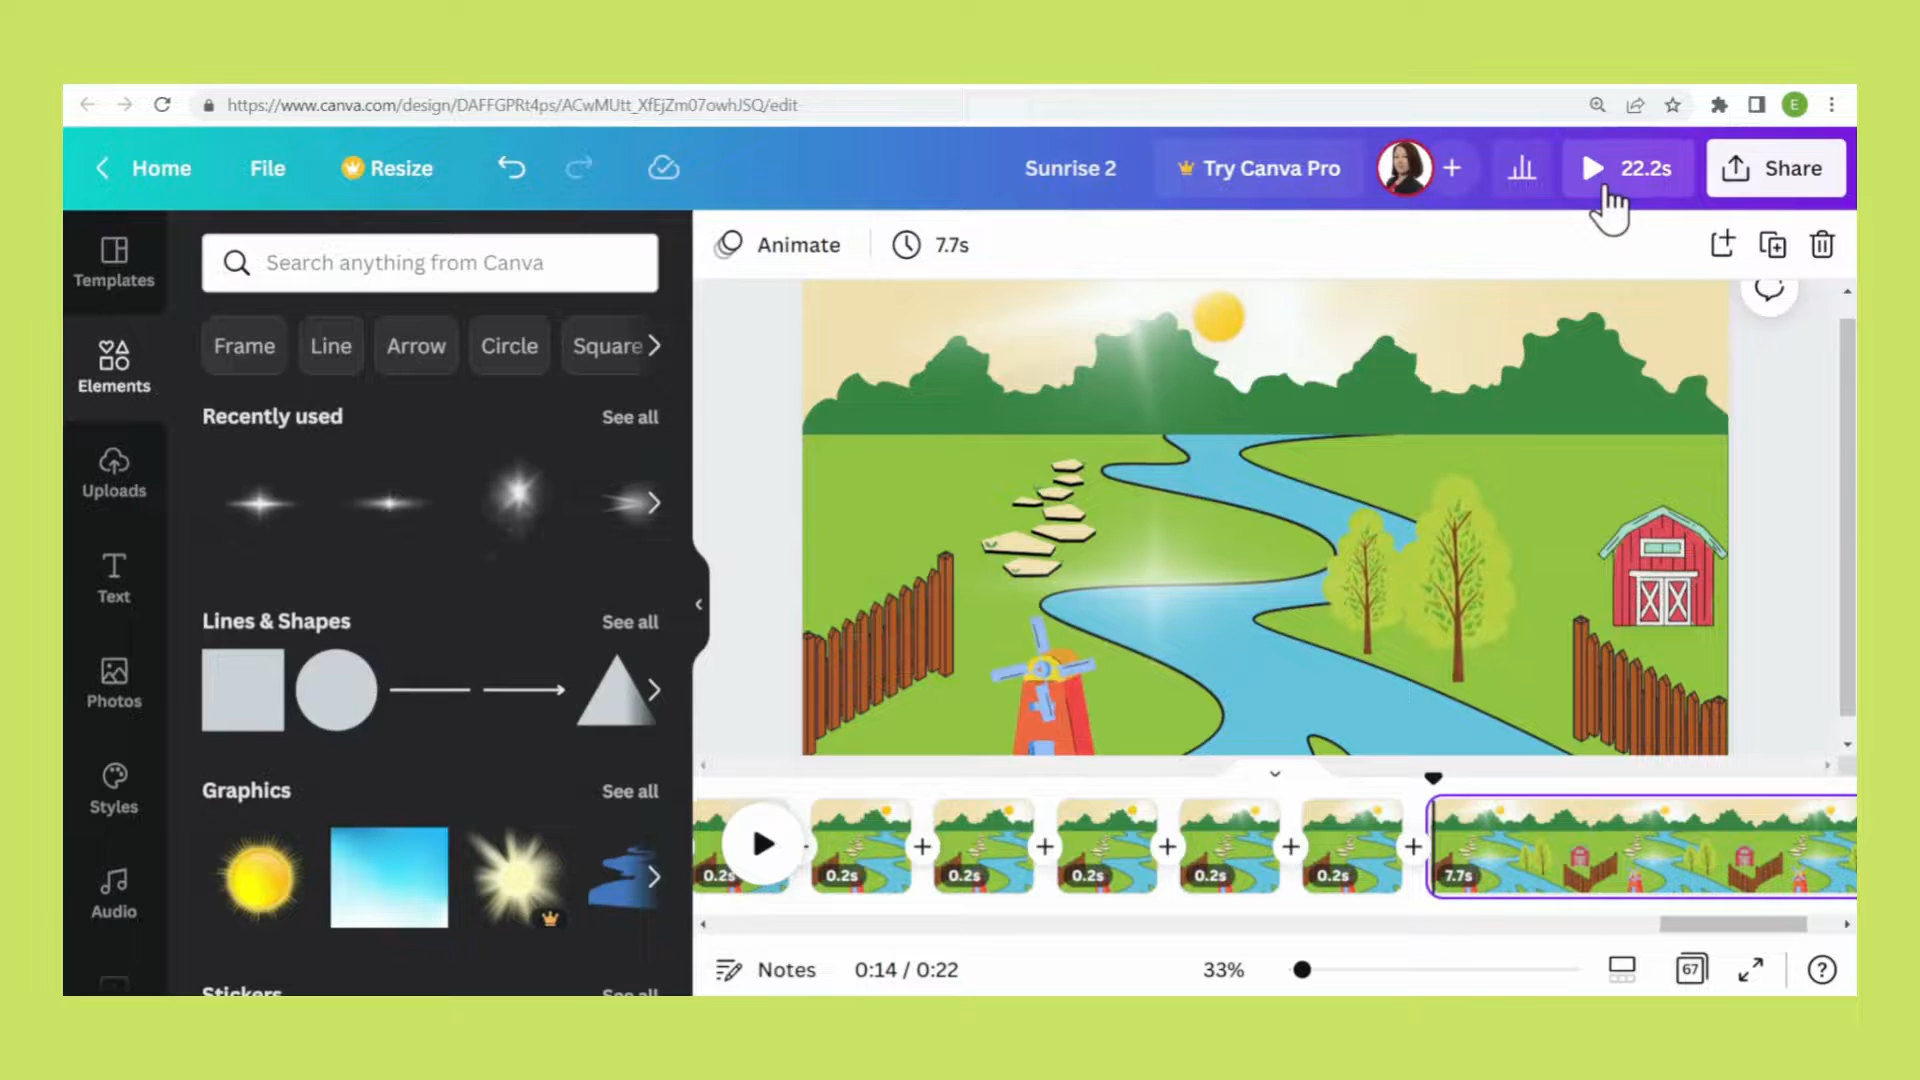 https://www.canva.com/design/DAFFGPRt4ps/ACwMUtt_XfEjZm07owhJSQ/edit
E
Home
File
Resize
Sunrise 2
Try Canva Pro
22.2s
Share
Templates
Elements
Uploads
Text
Photos
Styles
Audio
Search anything from Canva
Frame
Line
Arrow
Circle
Square
Recently used
See all
Lines & Shapes
See all
Graphics
See all
Stickers
See all
Animate
7.7s
0.2s
0.2s
0.2s
0.2s
0.2s
0.2s
7.7s
Notes
0:14 / 0:22
33%
67
?